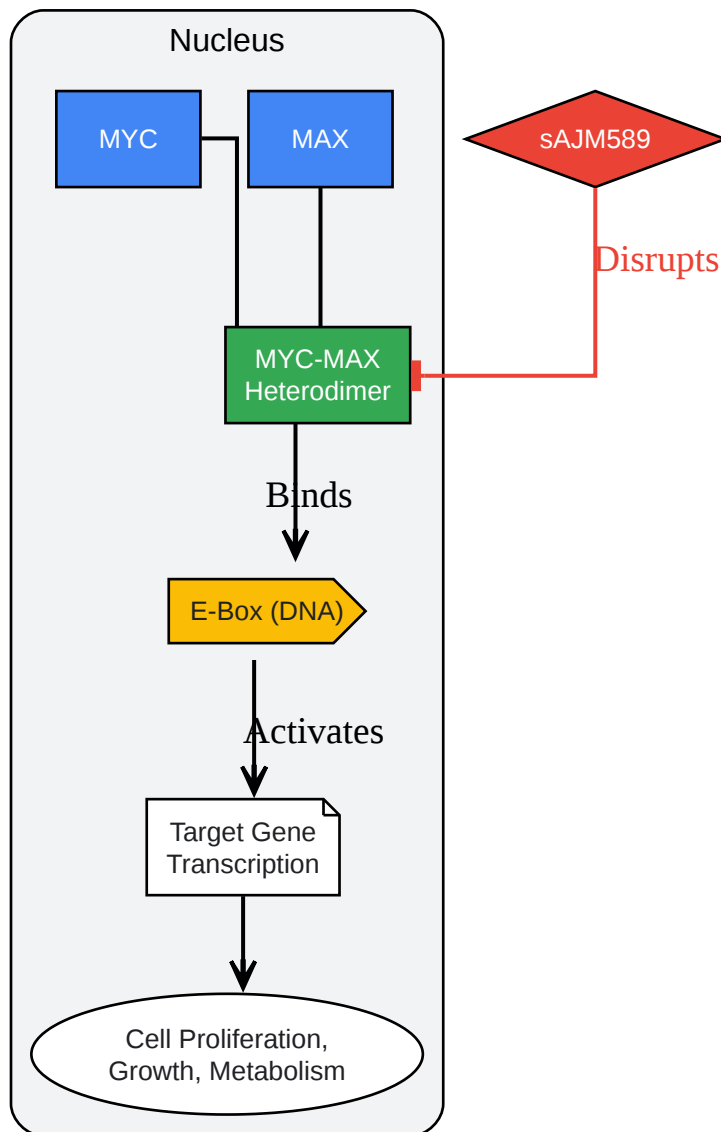 Nucleus
MYC
MAX
sAJM589
Disrupts
MYC-MAX
Heterodimer
Binds
E-Box (DNA)
Activates
Target Gene
Transcription
Cell Proliferation,
Growth, Metabolism